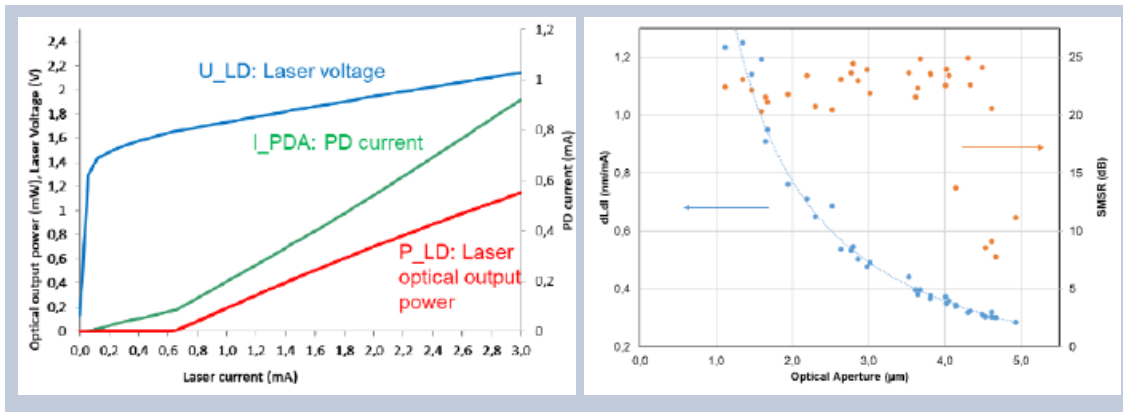 2,4
2,2
2
1,8
1,6
1,4
1,2
1
0,8
0,6
0,4
0,2
0
Optical output power (mW), Laser Voltage (V)
U_LD: Laser voltage
I_PDA: PD current
P_LD: Laser
optical output
power
1,2
1
0,8
0,6
0,4
0,2
0
PD current (mA)
0,0 0,2 0,4 0,6 0,8 1,0 1,2 1,4 1,6 1,8 2,0 2,2 2,4 2,6 2,8 3,0
Laser current (mA)
1,2
1,0
0,8
0,6
0,4
0,2
dLdI (nm/mA)
25
20
15
10
5
0
SMSR (dB)
0,0 1,0 2,0 3,0 4,0 5,0
Optical Aperture (µm)